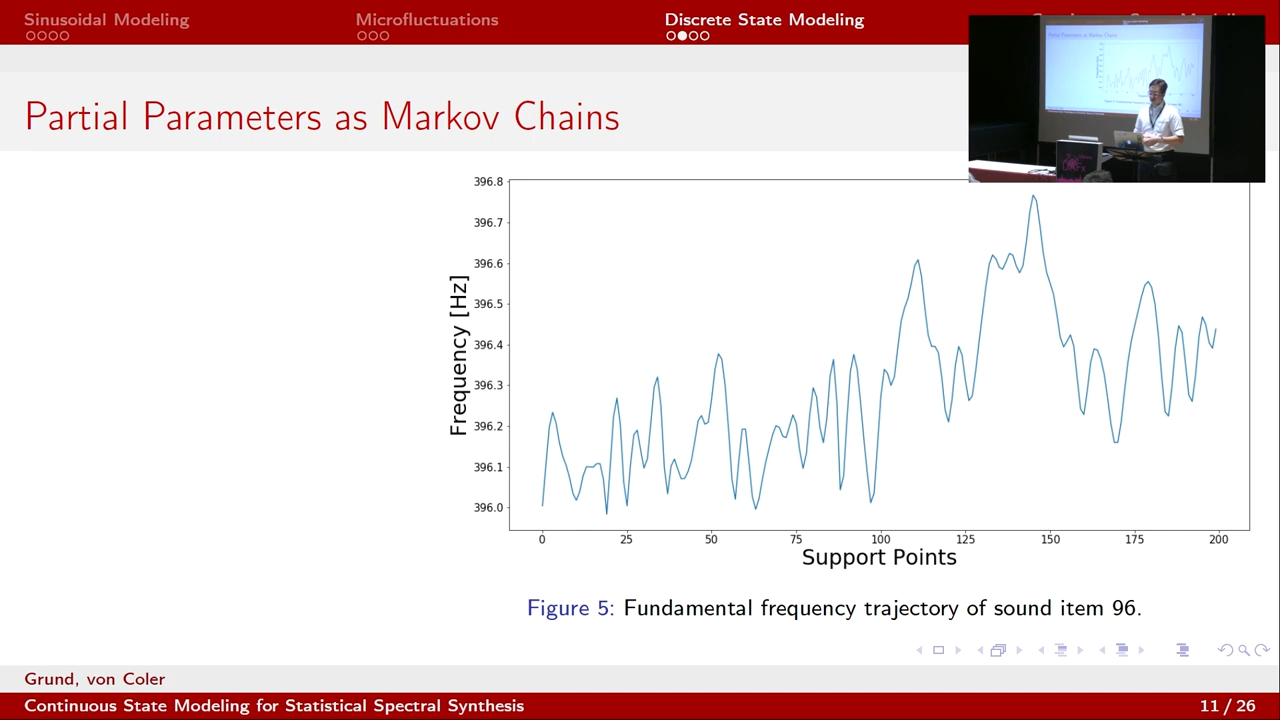 Sinusoidal Modeling
Microfluctuations
Discrete State Modeling
Partial Parameters as Markov Chains
396.8
396.7
396.6
396.5
396.4
396.3
396.2
396.1
396.0
Frequency [Hz]
0 25 50 75 100 125 150 175 200
Support Points
Figure 5: Fundamental frequency trajectory of sound item 96.
Grund, von Coler
Continuous State Modeling for Statistical Spectral Synthesis
11 / 26